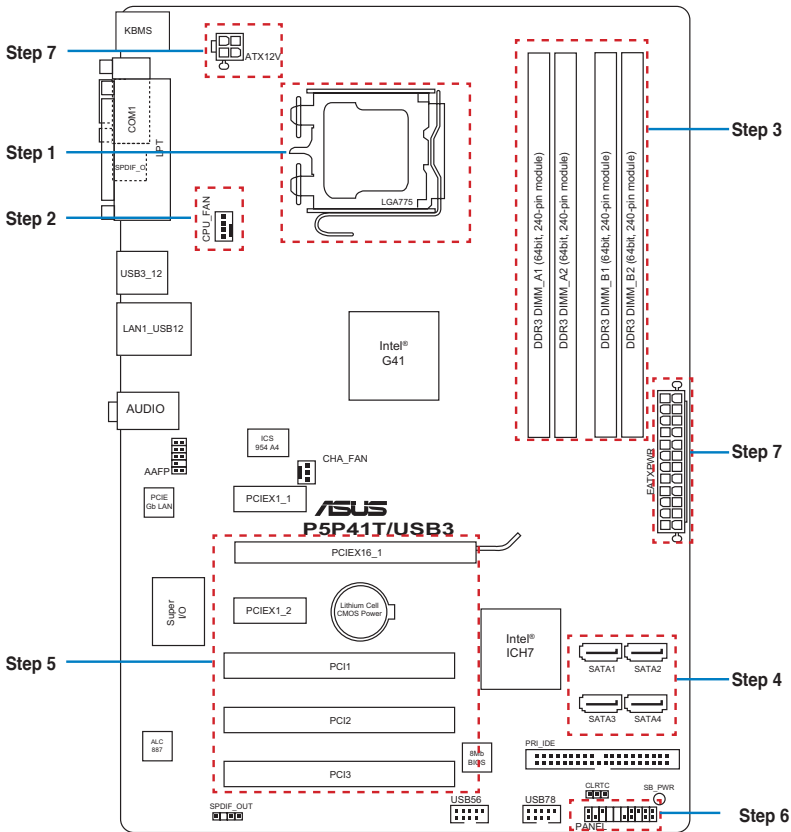 KBMS
Step 7
ATX12V
COM1
LPT
SPDIF_O
Step 1
LGA775
Step 3
DDR3 DIMM_A1 (64bit, 240-pin module)
DDR3 DIMM_A2 (64bit, 240-pin module)
DDR3 DIMM_B1 (64bit, 240-pin module)
DDR3 DIMM_B2 (64bit, 240-pin module)
Step 2
CPU_FAN
USB3_12
LAN1_USB12
Intel®
G41
AUDIO
ICS
954 A4
CHA_FAN
AAFP
EATXPWR
Step 7
PCIE
Gb LAN
PCIEX1_1
ASUS
P5P41T/USB3
PCIEX16_1
Super
I/O
PCIEX1_2
Lithium Cell
CMOS Power
Intel®
ICH7
Step 5
PCI1
SATA1
SATA2
Step 4
PCI2
SATA3
SATA4
ALC
887
8Mb
BIOS
PRI_IDE
PCI3
CLRTC
SB_PWR
SPDIF_OUT
USB56
USB78
PANEL
Step 6